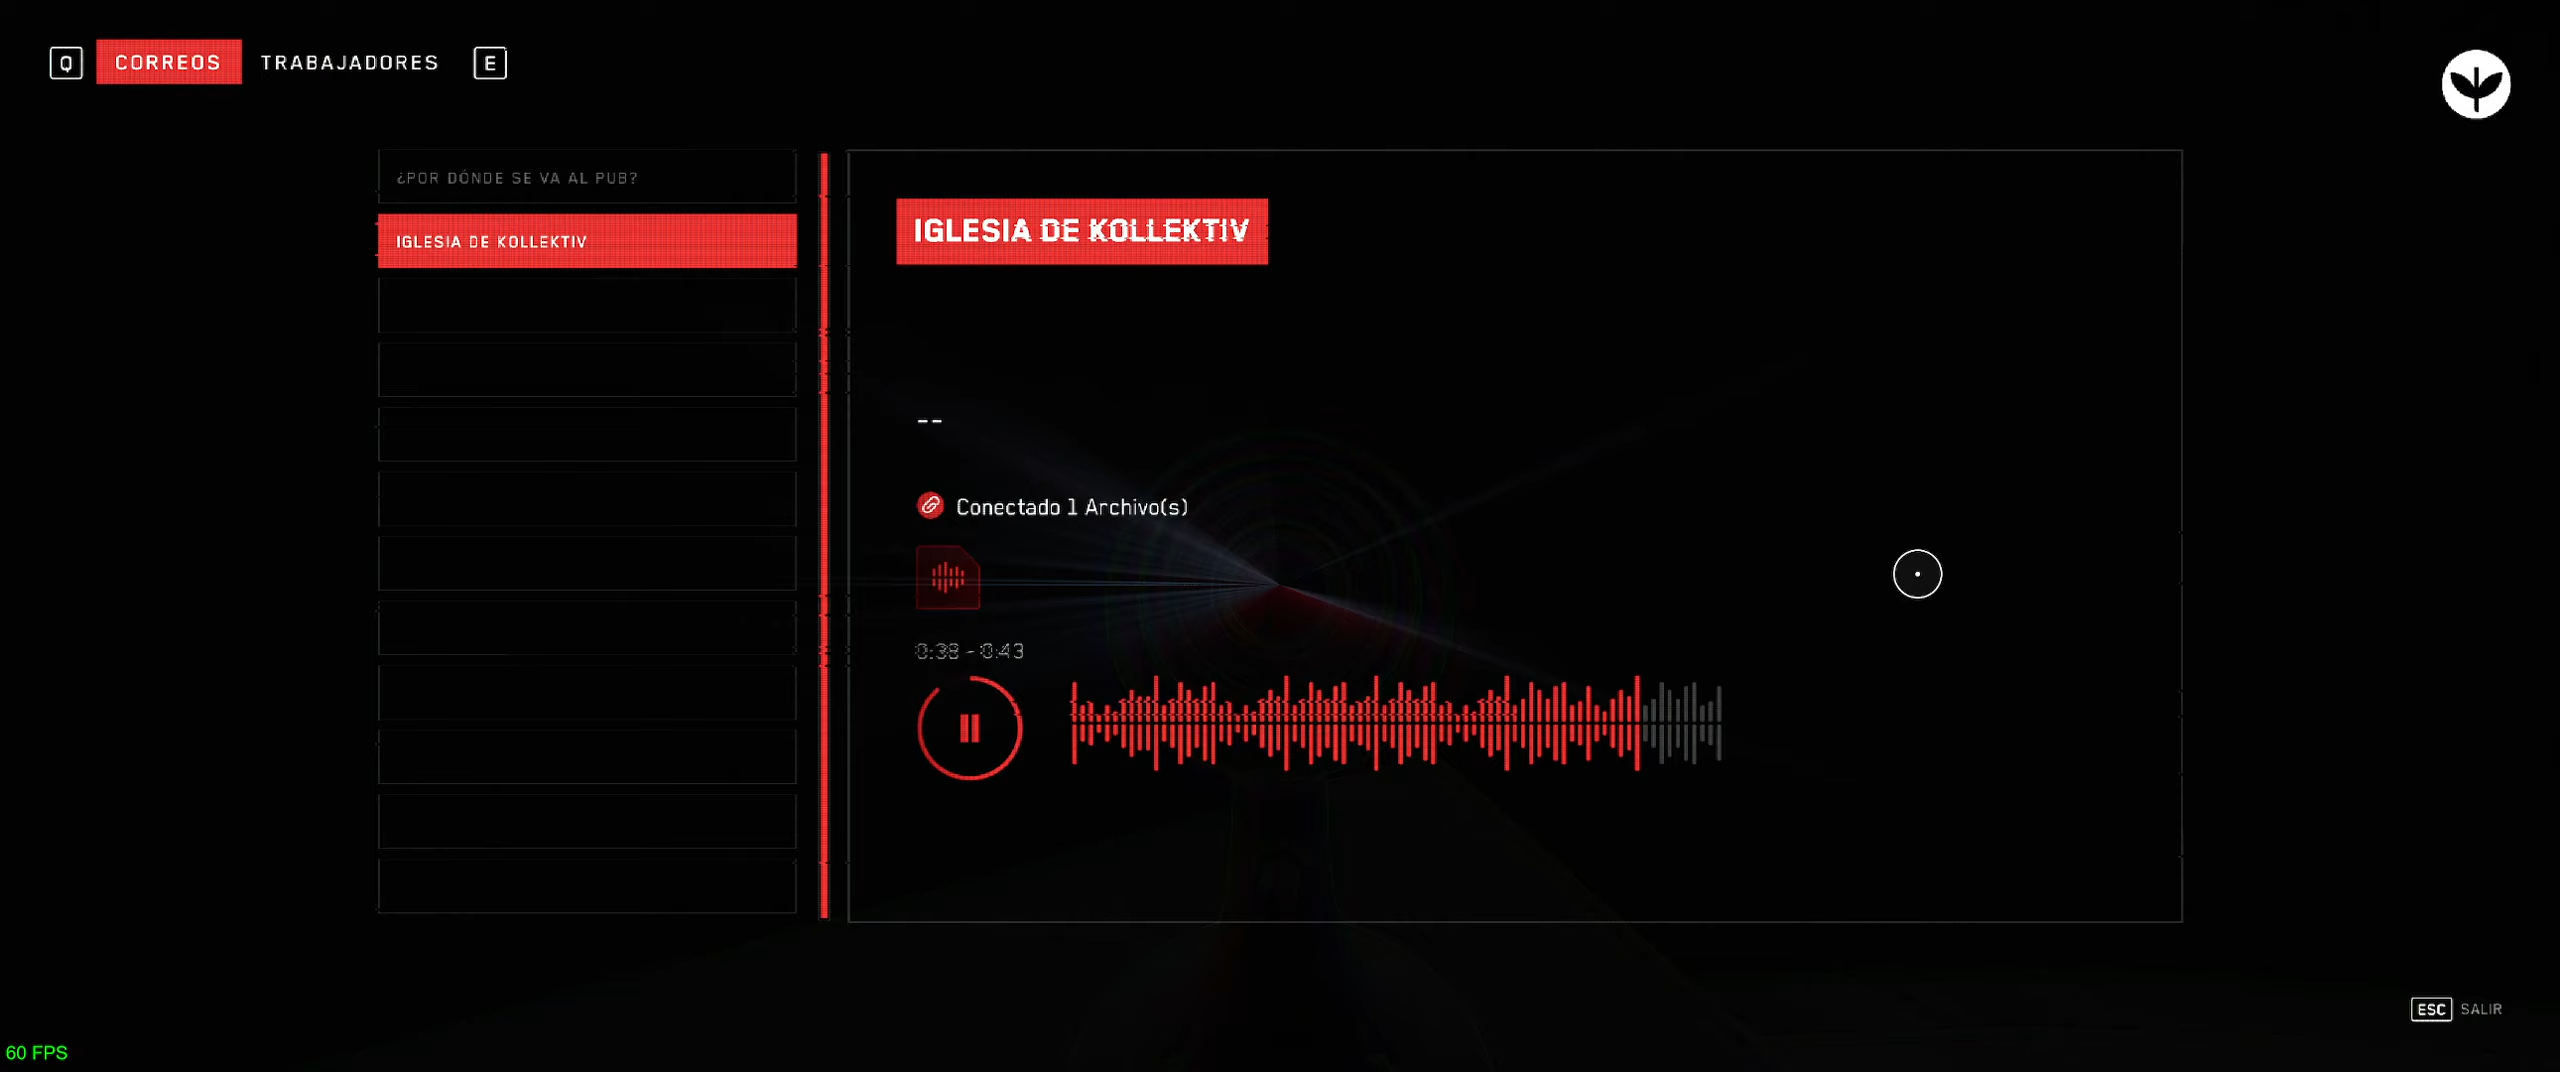 Q CORREOS TRABAJADORES E
¿POR DÓNDE SE VA AL PUB?
IGLESIA DE KOLLEKTIV
IGLESIA DE KOLLEKTIV
--
Conectado 1 Archivo(s)
0:38 - 0:43
ESC SALIR
60 FPS